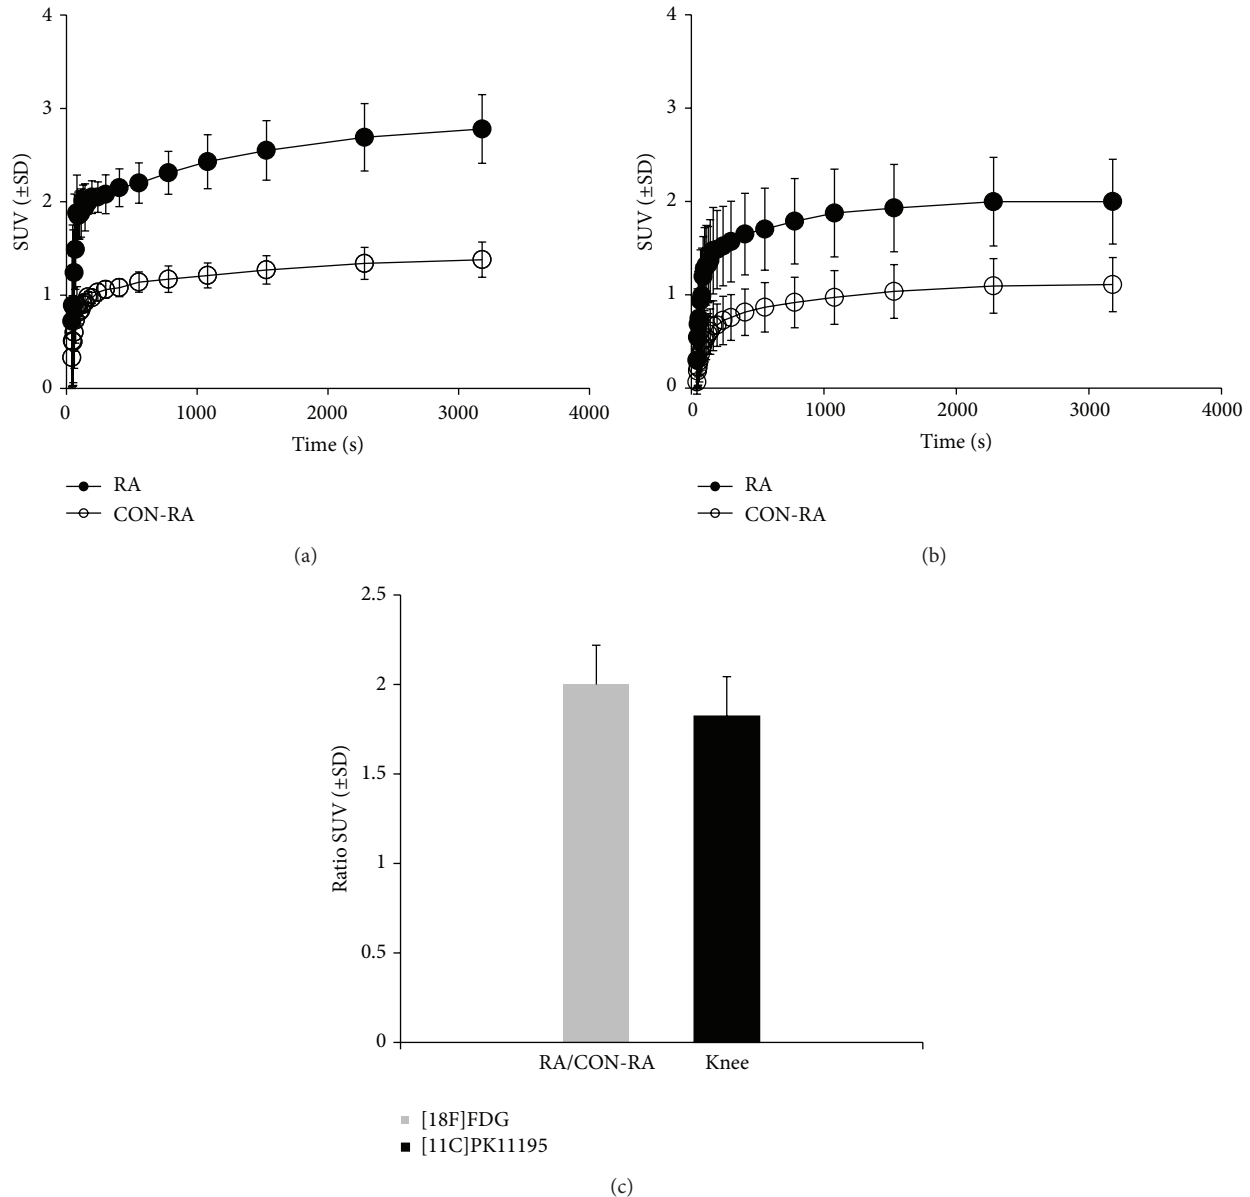 4
3
2
1
0
SUV (±SD)
0 1000 2000 3000 4000
Time (s)
RA
CON-RA
(a)
4
3
2
1
0
SUV (±SD)
0 1000 2000 3000 4000
Time (s)
RA
CON-RA
(b)
2.5
2
1.5
1
0.5
0
Ratio SUV (±SD)
RA/CON-RA Knee
[18F]FDG
[11C]PK11195
(c)